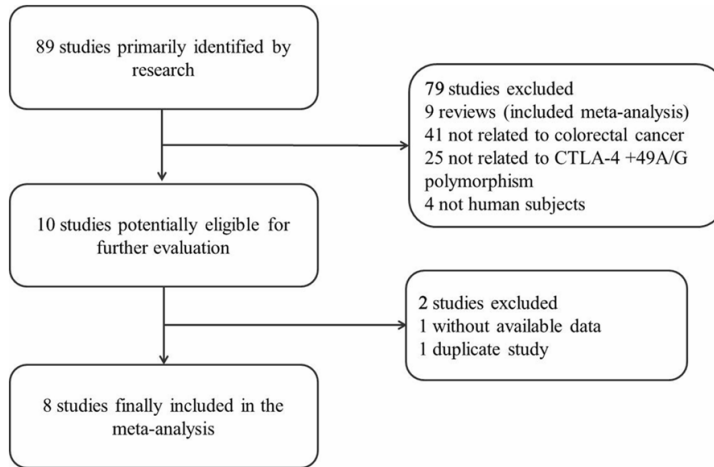 89 studies primarily identified by
research
79 studies excluded
9 reviews (included meta-analysis)
41 not related to colorectal cancer
25 not related to CTLA-4 +49A/G
polymorphism
4 not human subjects
10 studies potentially eligible for
further evaluation
2 studies excluded
1 without available data
1 duplicate study
8 studies finally included in the
meta-analysis